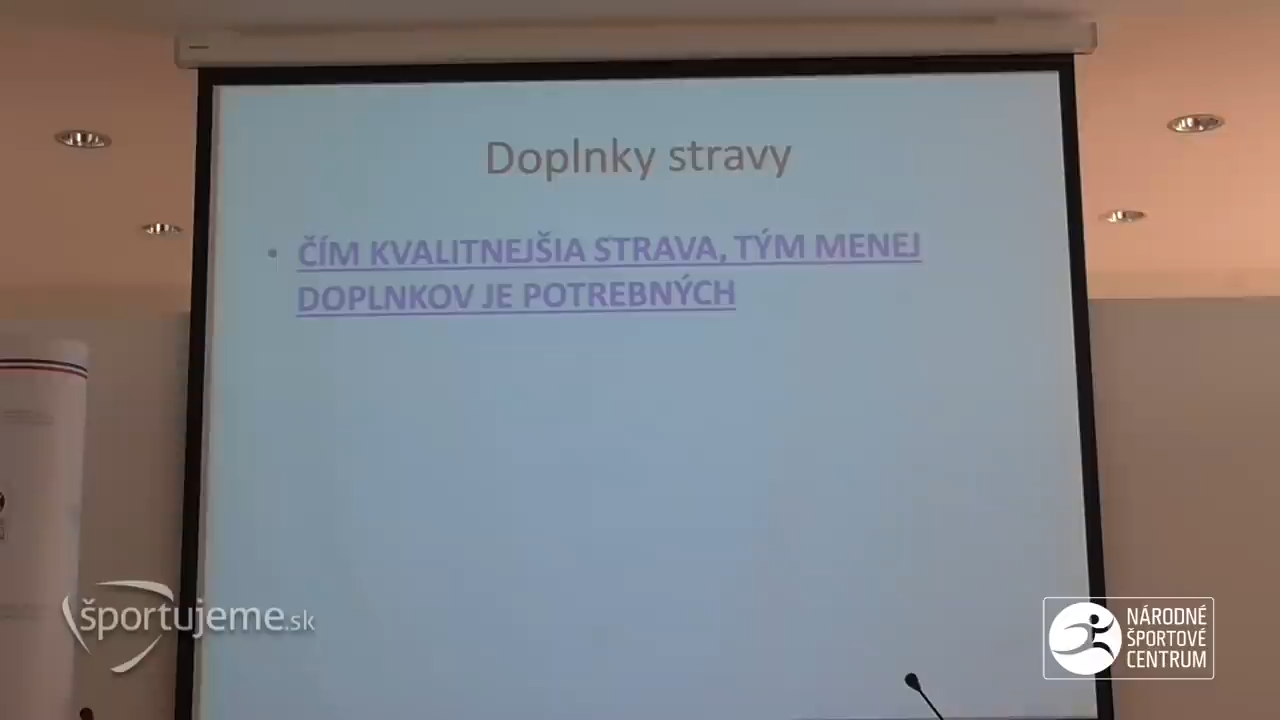 Doplnky stravy
• ČÍM KVALITNEJŠIA STRAVA, TÝM MENEJ
DOPLNKOV JE POTREBNÝCH
športujeme.sk
NÁRODNÉ
ŠPORTOVÉ
CENTRUM